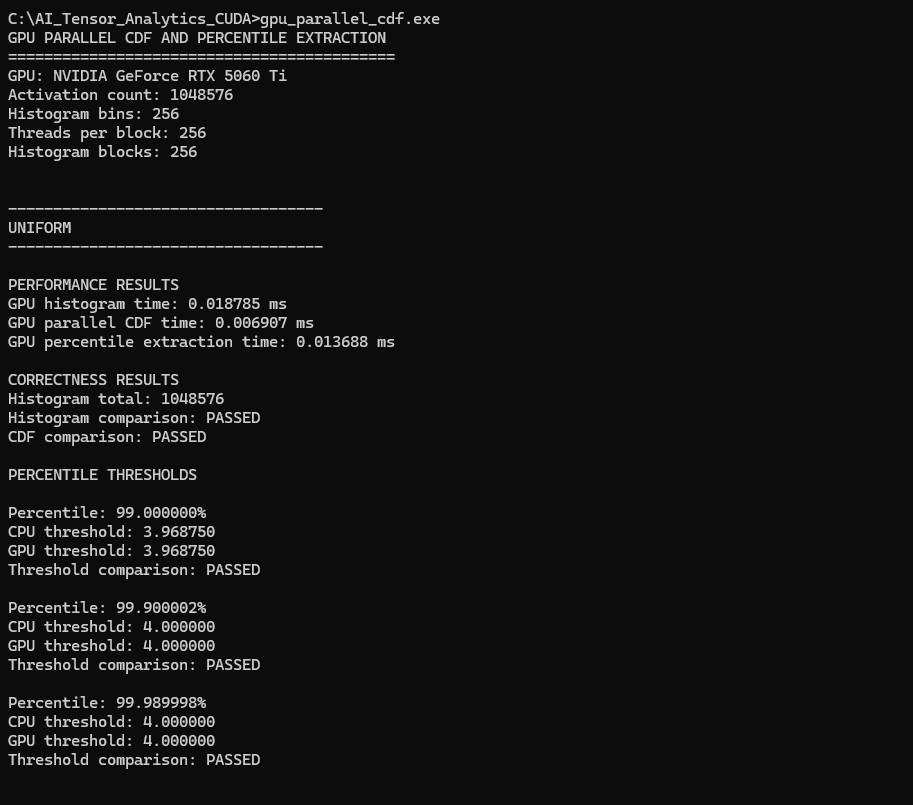 C:\AI_Tensor_Analytics_CUDA>gpu_parallel_cdf.exe
GPU PARALLEL CDF AND PERCENTILE EXTRACTION
===========================================
GPU: NVIDIA GeForce RTX 5060 Ti
Activation count: 1048576
Histogram bins: 256
Threads per block: 256
Histogram blocks: 256
-----------------------------------
UNIFORM
-----------------------------------
PERFORMANCE RESULTS
GPU histogram time: 0.018785 ms
GPU parallel CDF time: 0.006907 ms
GPU percentile extraction time: 0.013688 ms
CORRECTNESS RESULTS
Histogram total: 1048576
Histogram comparison: PASSED
CDF comparison: PASSED
PERCENTILE THRESHOLDS
Percentile: 99.000000%
CPU threshold: 3.968750
GPU threshold: 3.968750
Threshold comparison: PASSED
Percentile: 99.900002%
CPU threshold: 4.000000
GPU threshold: 4.000000
Threshold comparison: PASSED
Percentile: 99.989998%
CPU threshold: 4.000000
GPU threshold: 4.000000
Threshold comparison: PASSED